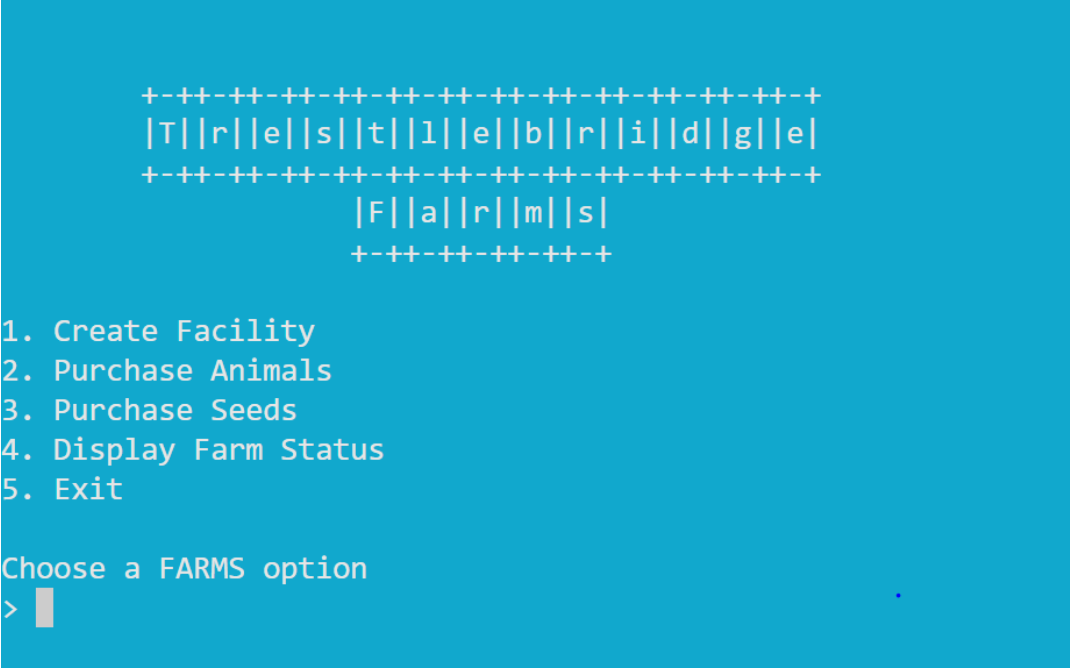 +-++-++-++-++-++-++-++-++-++-++-++-++-+
|T||r||e||s||t||l||e||b||r||i||d||g||e|
+-++-++-++-++-++-++-++-++-++-++-++-++-+
|F||a||r||m||s|
+-++-++-++-++-+
1. Create Facility
2. Purchase Animals
3. Purchase Seeds
4. Display Farm Status
5. Exit
Choose a FARMS option
>